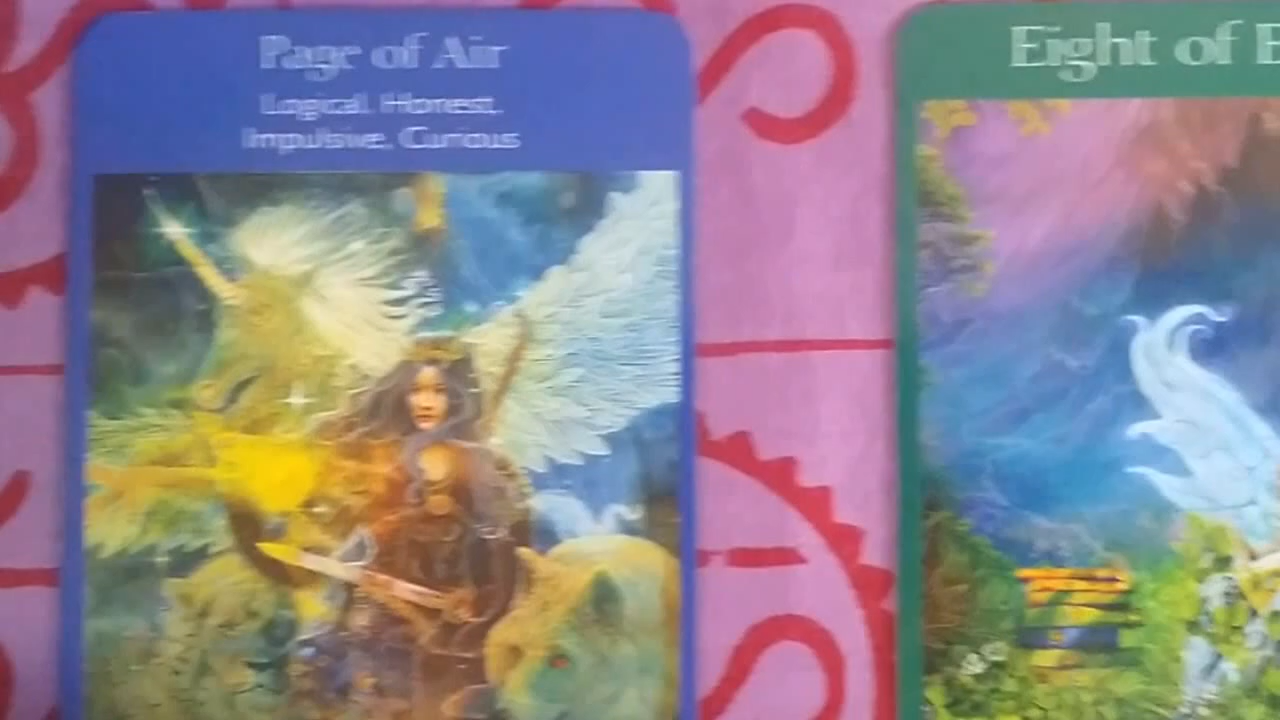 Page of Air
Logical. Honest.
Impulsive. Curious
Eight of E